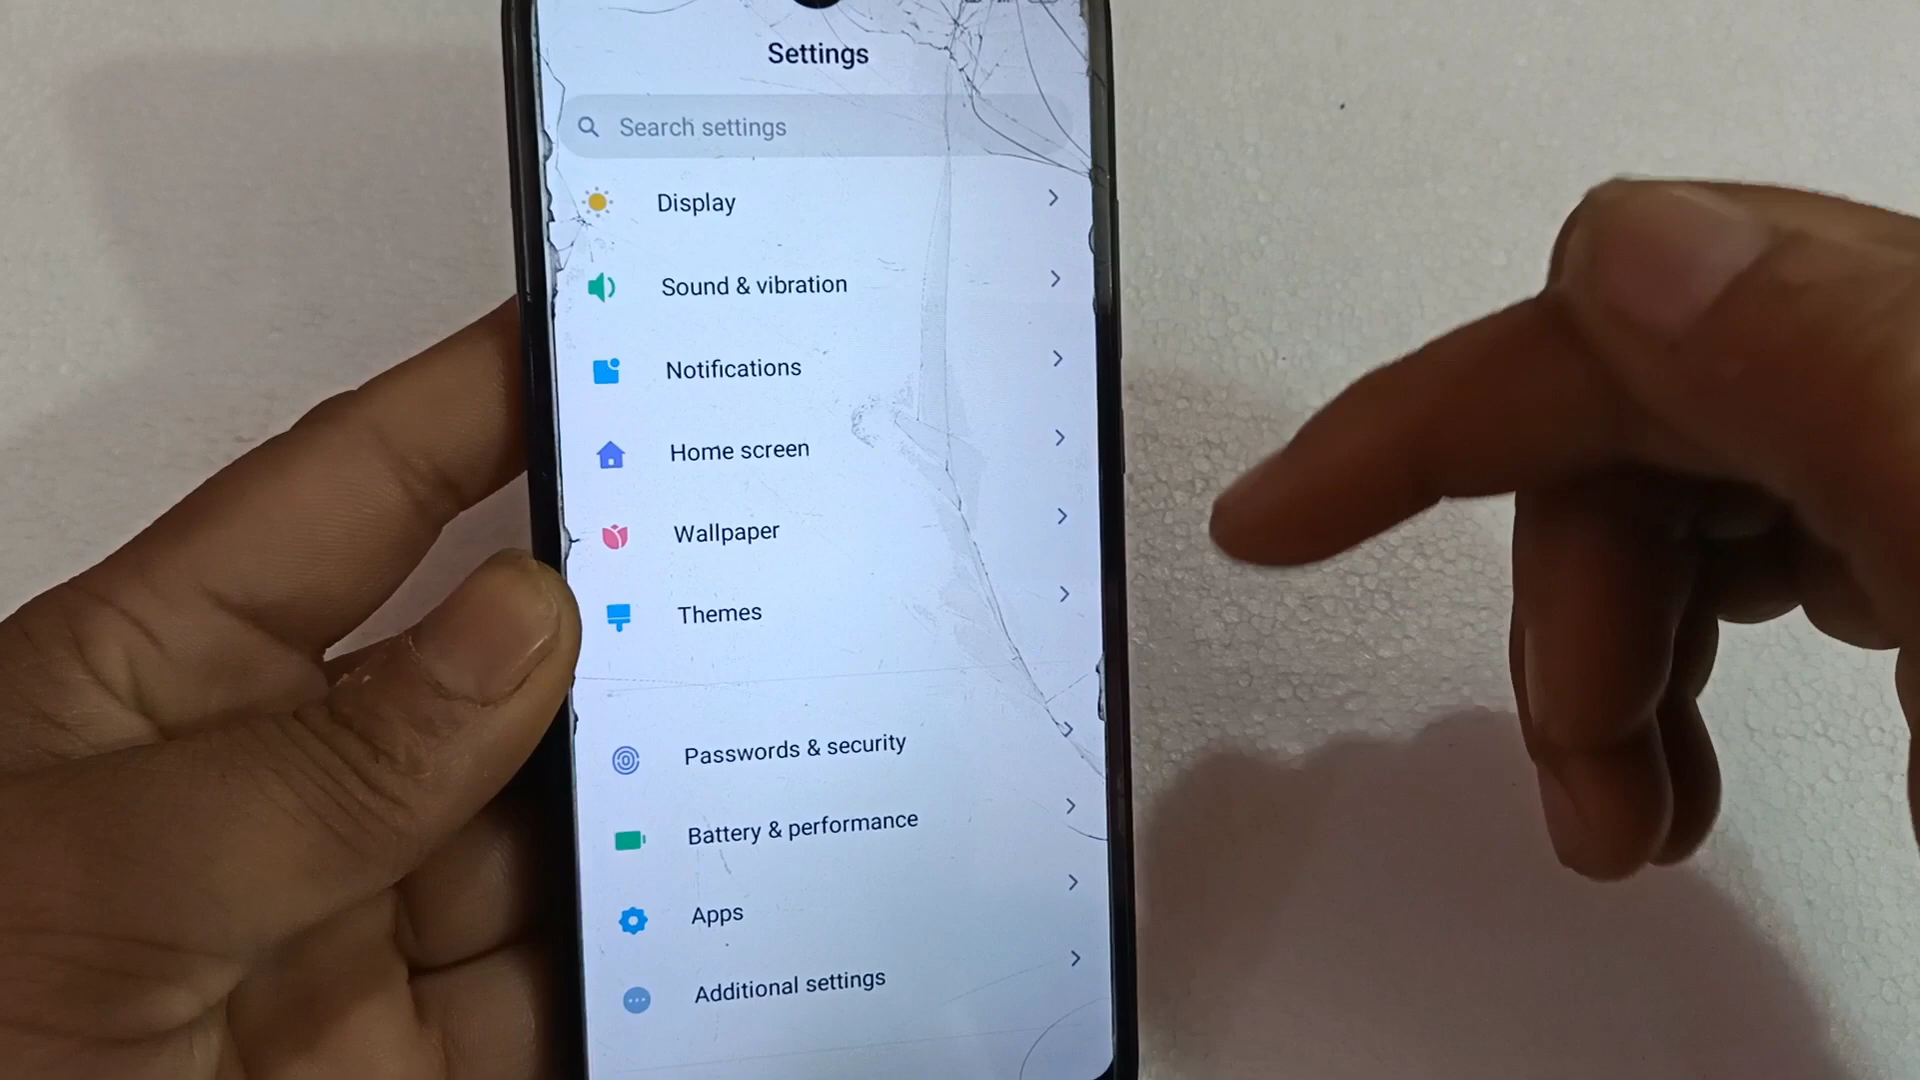 Settings
Search settings
Display
Sound & vibration
Notifications
Home screen
Wallpaper
Themes
Passwords & security
Battery & performance
Apps
Additional settings